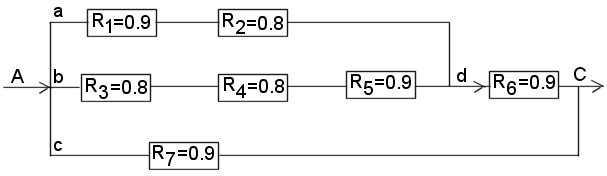 a R₁=0.9 R₂=0.8
A b R₃=0.8 R₄=0.8 R₅=0.9 d R₆=0.9 C
c R₇=0.9